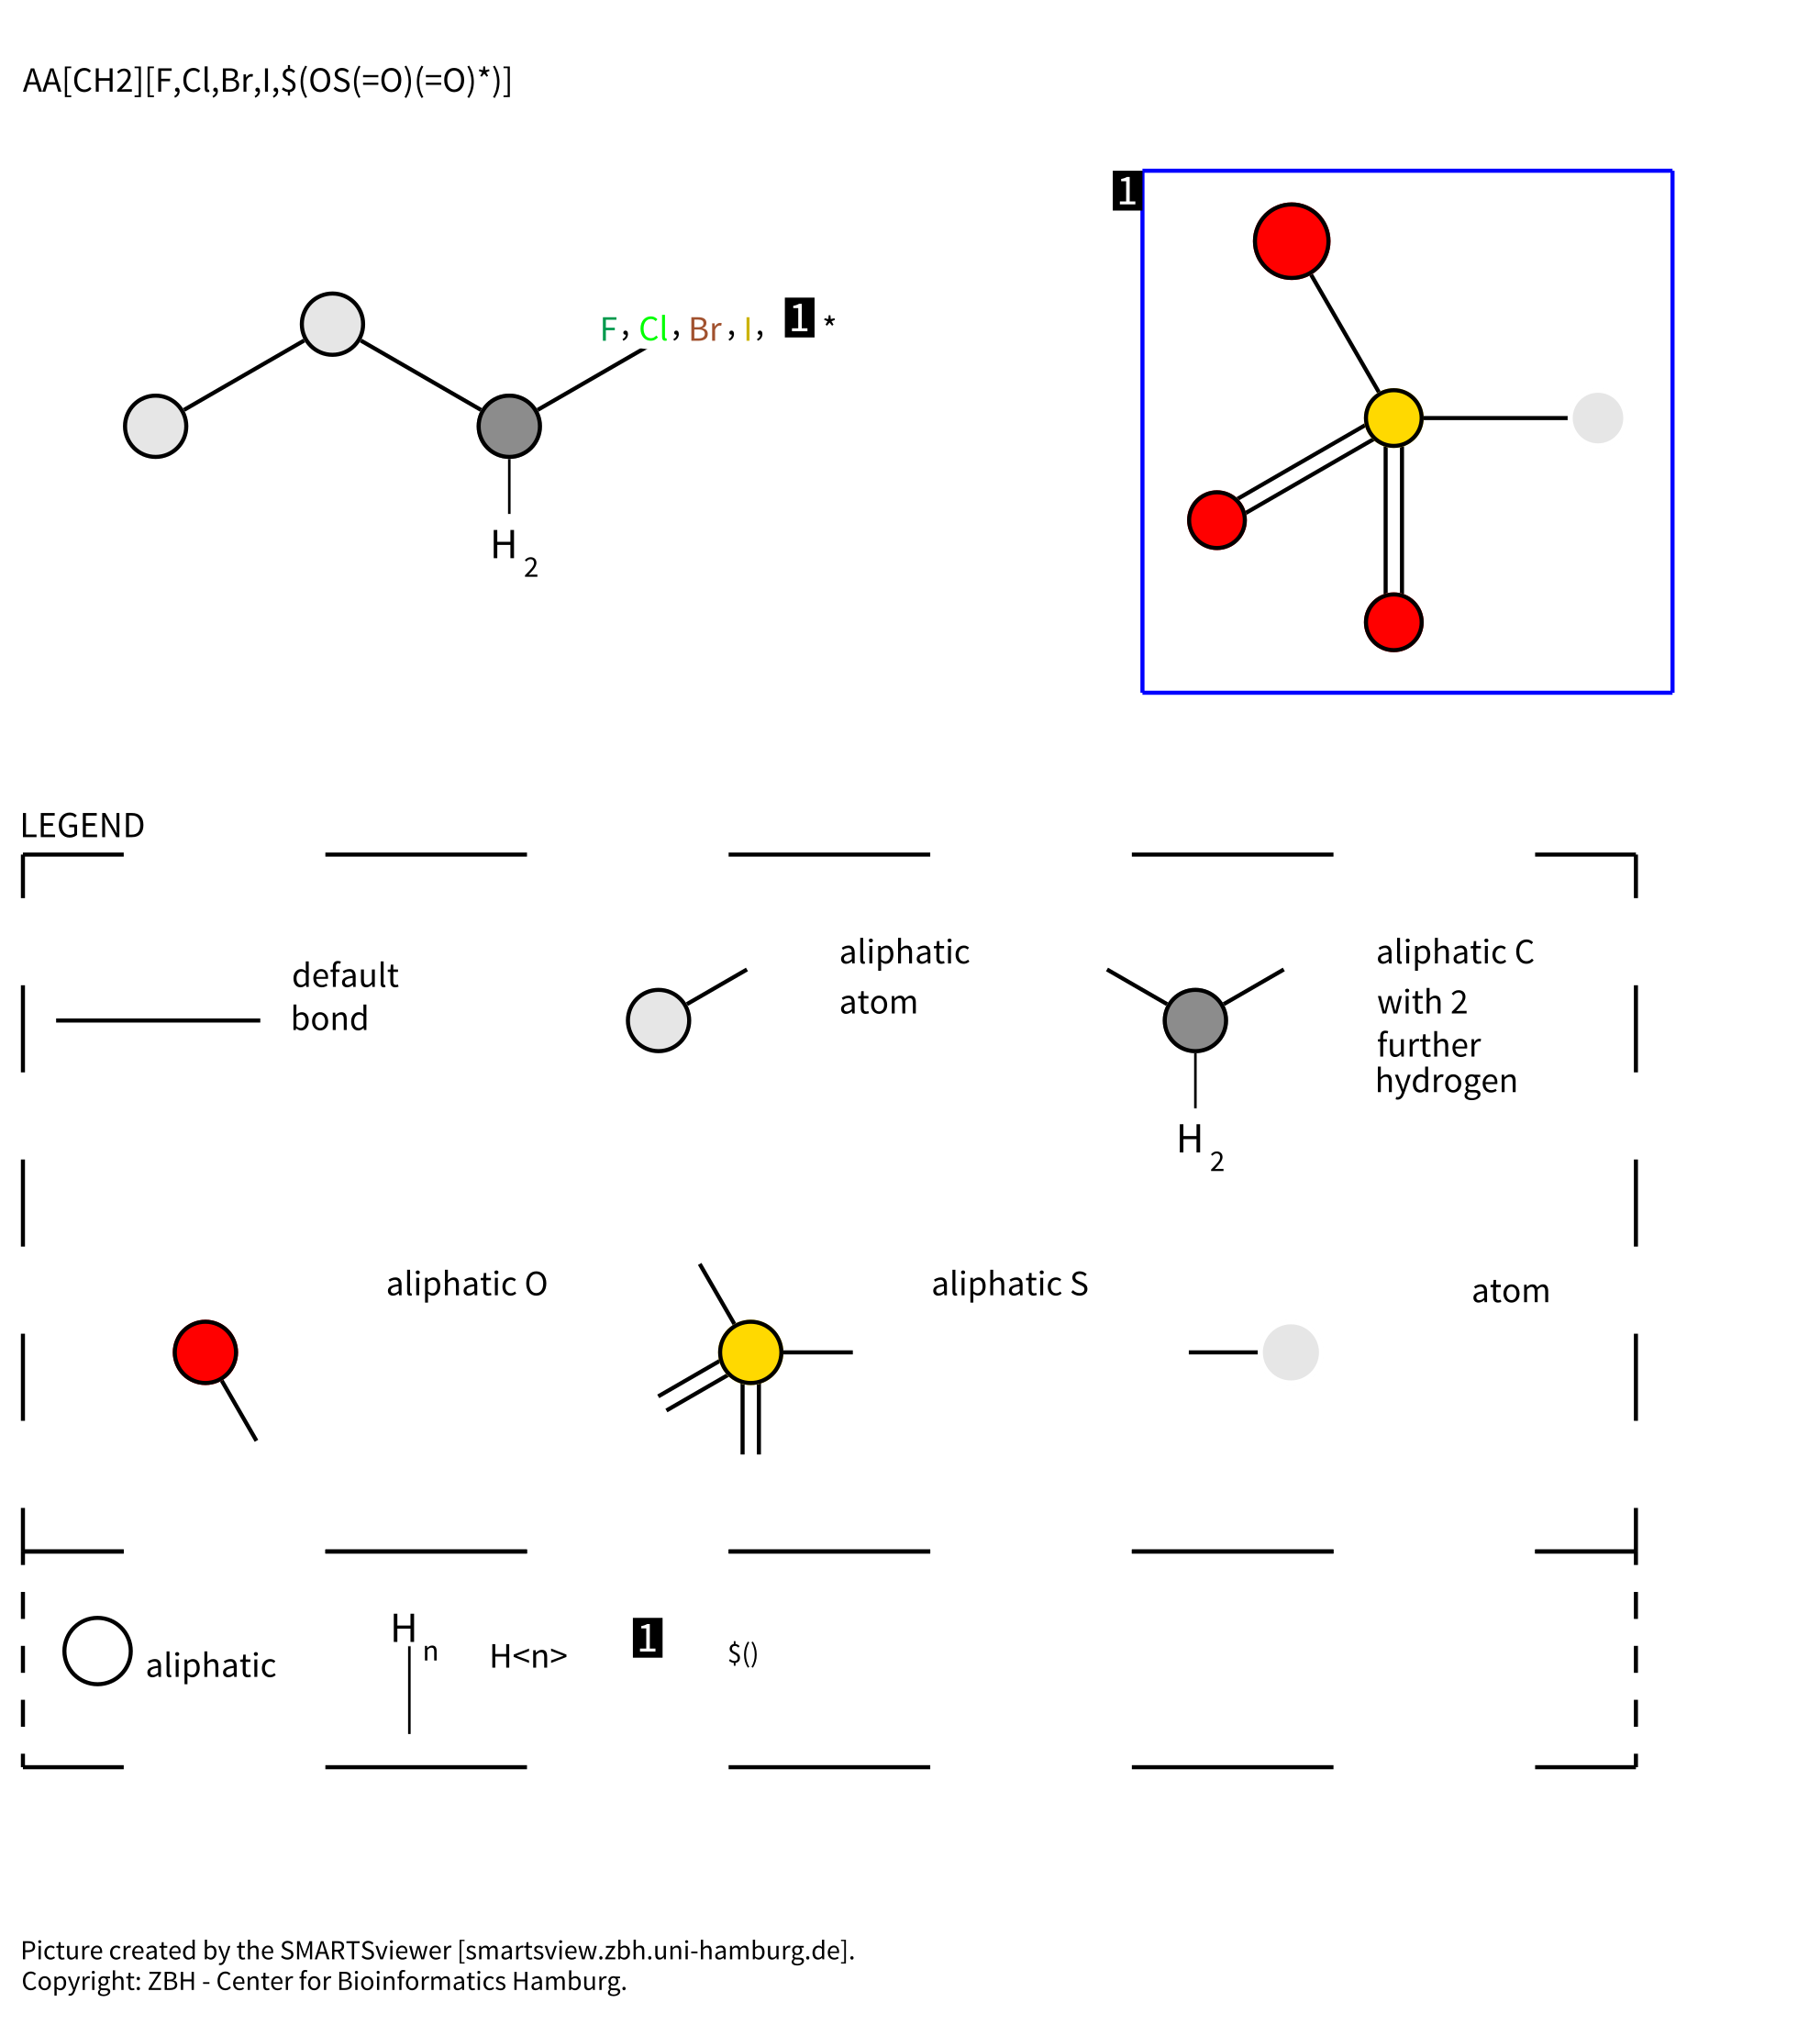 AA[CH2][F,Cl,Br,I,$(OS(=O)(=O)*)]
1
F, Cl, Br, I, 1 *
H 2
LEGEND
default
bond
aliphatic
atom
aliphatic C
with 2
further
hydrogen
H 2
aliphatic O
aliphatic S
atom
aliphatic
H n
H<n>
1
$()
Picture created by the SMARTSviewer [smartsview.zbh.uni-hamburg.de].
Copyright: ZBH - Center for Bioinformatics Hamburg.